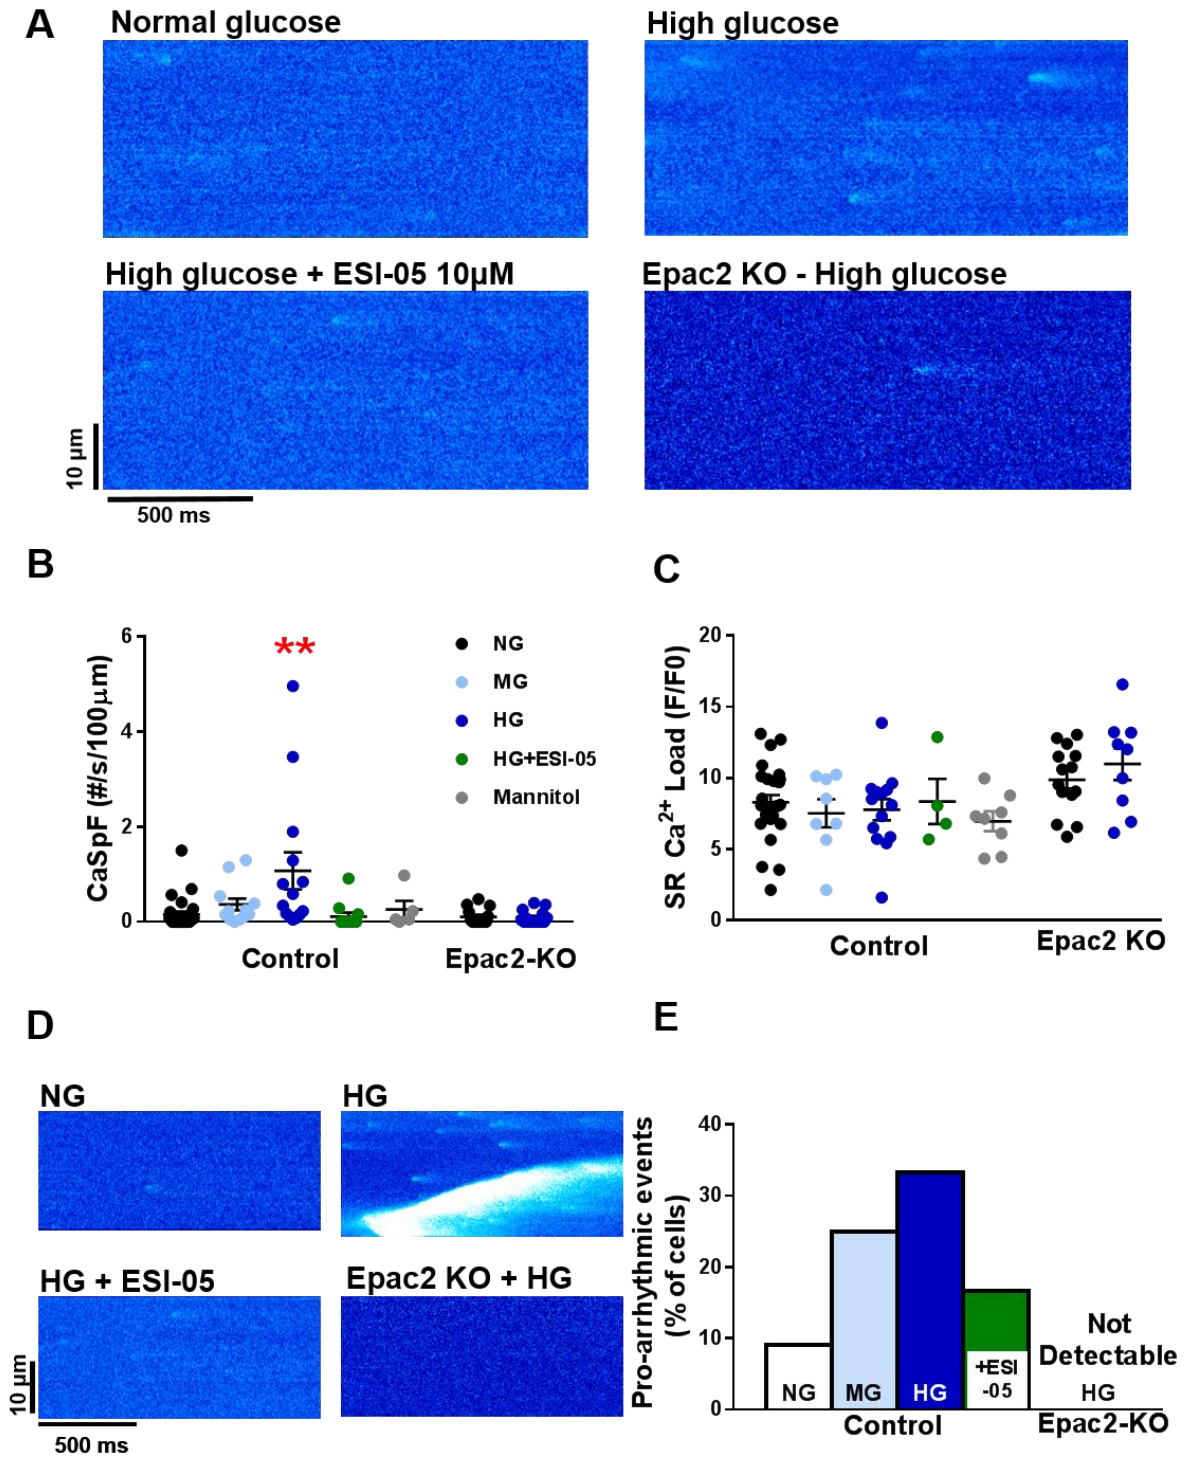 A
Normal glucose
High glucose
High glucose + ESI-05 10µM
Epac2 KO - High glucose
10 µm
500 ms
B
CaSpF (#/s/100µm)
6
4
2
0
**
NG
MG
HG
HG+ESI-05
Mannitol
Control
Epac2-KO
C
SR Ca2+ Load (F/F0)
20
15
10
5
0
Control
Epac2 KO
D
NG
HG
HG + ESI-05
Epac2 KO + HG
10 µm
500 ms
E
Pro-arrhythmic events
(% of cells)
40
30
20
10
0
NG
MG
HG
+ESI
-05
Not
Detectable
HG
Control
Epac2-KO